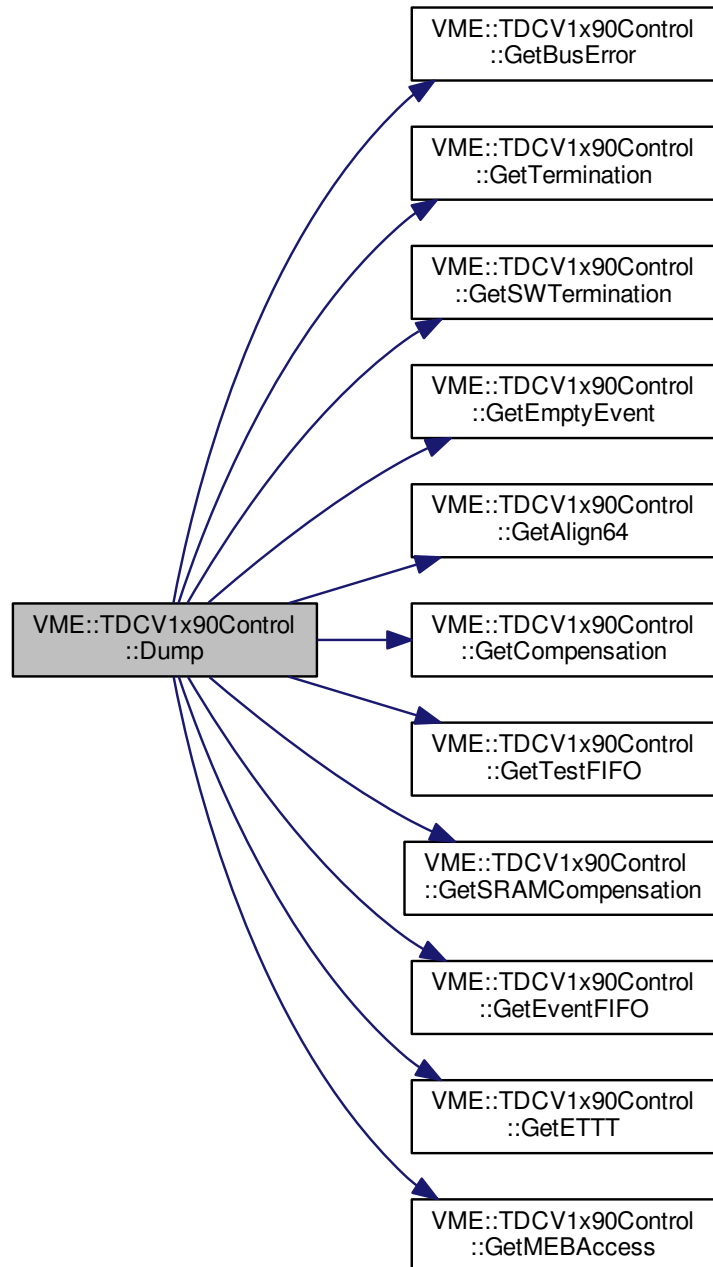 VME::TDCV1x90Control
::GetBusError
VME::TDCV1x90Control
::GetTermination
VME::TDCV1x90Control
::GetSWTermination
VME::TDCV1x90Control
::GetEmptyEvent
VME::TDCV1x90Control
::GetAlign64
VME::TDCV1x90Control
::Dump
VME::TDCV1x90Control
::GetCompensation
VME::TDCV1x90Control
::GetTestFIFO
VME::TDCV1x90Control
::GetSRAMCompensation
VME::TDCV1x90Control
::GetEventFIFO
VME::TDCV1x90Control
::GetETTT
VME::TDCV1x90Control
::GetMEBAccess